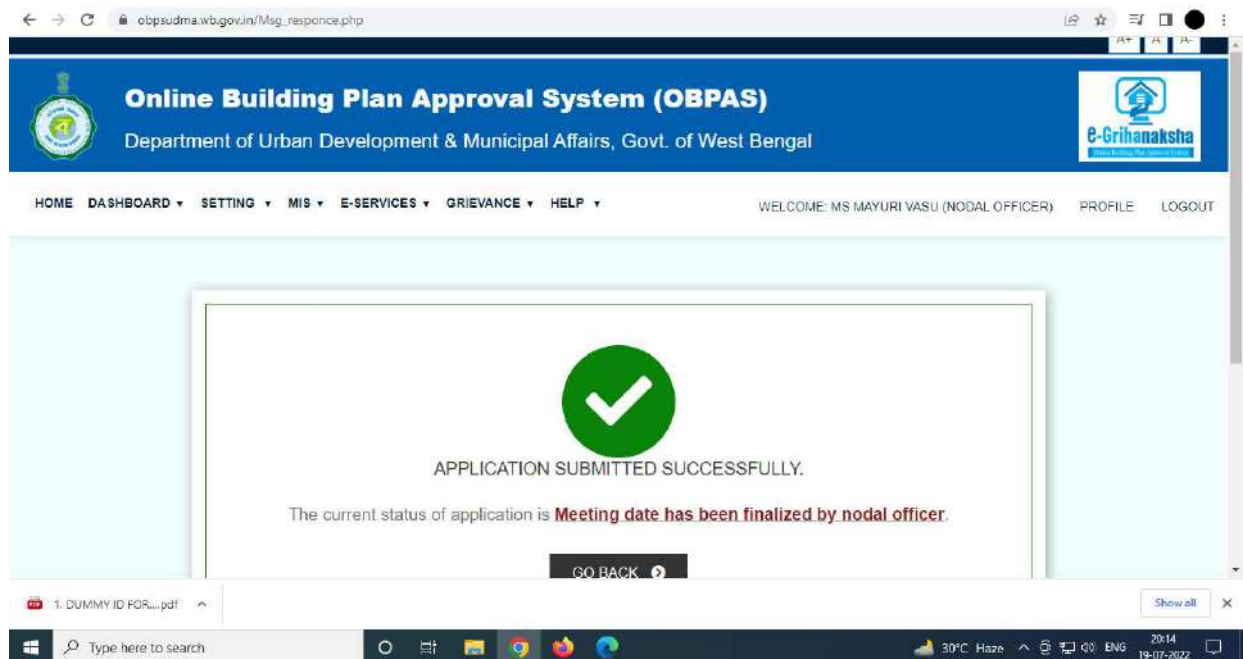 obpsudma.wb.gov.in/Msg_responce.php
A+ A A-
Online Building Plan Approval System (OBPAS)
Department of Urban Development & Municipal Affairs, Govt. of West Bengal
e-Grihanaksha
HOME DASHBOARD ▾ SETTING ▾ MIS ▾ E-SERVICES ▾ GRIEVANCE ▾ HELP ▾ WELCOME: MS MAYURI VASU (NODAL OFFICER) PROFILE LOGOUT
APPLICATION SUBMITTED SUCCESSFULLY.
The current status of application is Meeting date has been finalized by nodal officer.
GO BACK
1. DUMMY ID FOR....pdf Show all
Type here to search 30°C Haze ENG 20:14
19-07-2022